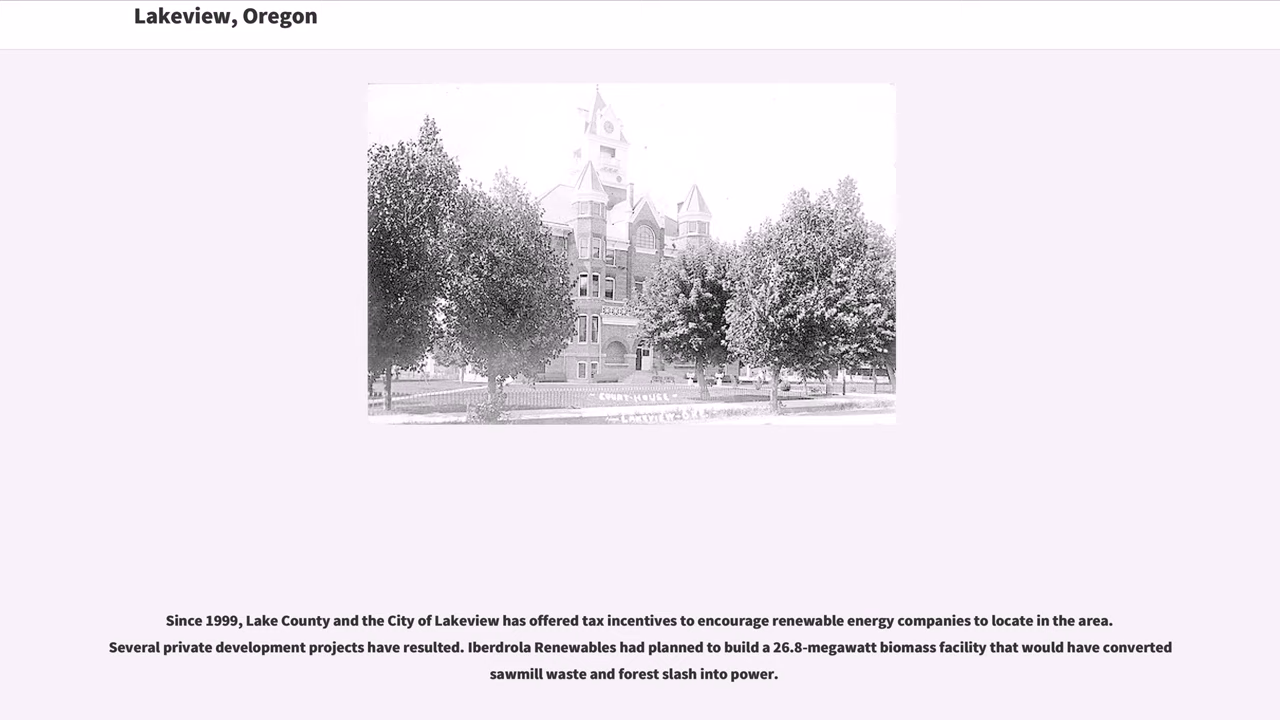 Lakeview, Oregon
- COURT-HOUSE -
LAKEVIEW-ORE
Since 1999, Lake County and the City of Lakeview has offered tax incentives to encourage renewable energy companies to locate in the area.
Several private development projects have resulted. Iberdrola Renewables had planned to build a 26.8-megawatt biomass facility that would have converted
sawmill waste and forest slash into power.